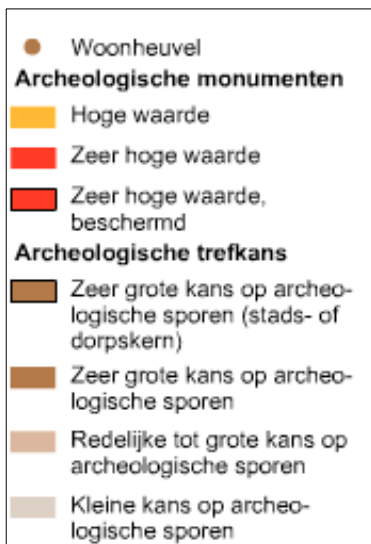 Woonheuvel
Archeologische monumenten
Hoge waarde
Zeer hoge waarde
Zeer hoge waarde,
beschermd
Archeologische trefkans
Zeer grote kans op archeo-
logische sporen (stads- of
dorpskern)
Zeer grote kans op archeo-
logische sporen
Redelijke tot grote kans op
archeologische sporen
Kleine kans op archeo-
logische sporen